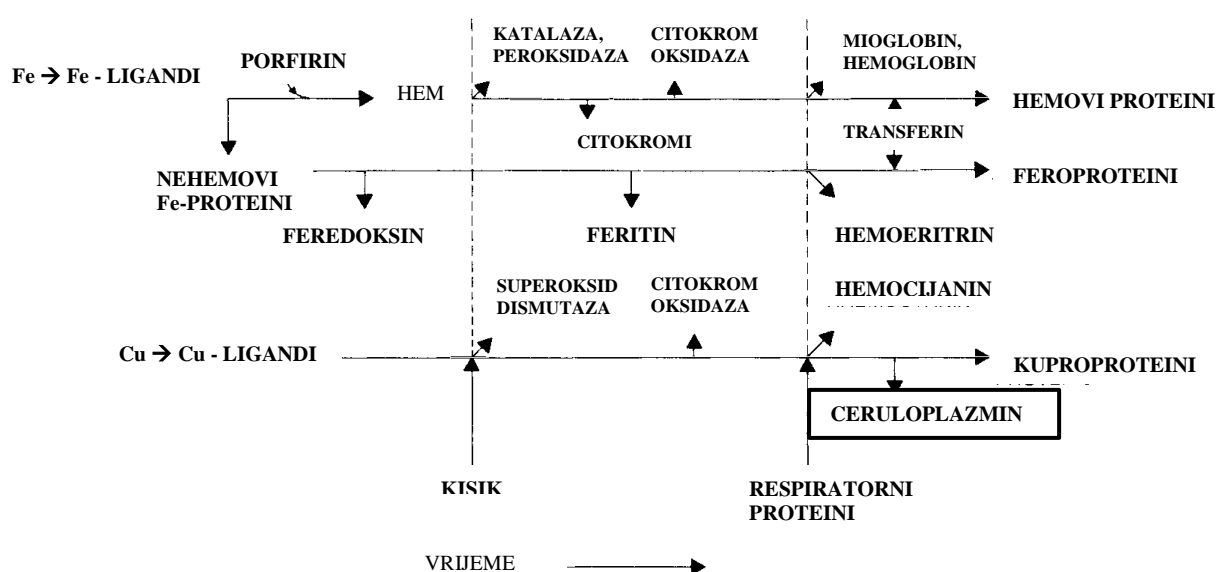 KATALAZA,
PEROKSIDAZA
CITOKROM
OKSIDAZA
MIOGLOBIN,
HEMOGLOBIN
PORFIRIN
Fe → Fe - LIGANDI
HEM
HEMOVI PROTEINI
CITOKROMI
TRANSFERIN
NEHEMOVI
Fe-PROTEINI
FEROPROTEINI
FEREDOKSIN
FERITIN
HEMOERITRIN
SUPEROKSID
DISMUTAZA
CITOKROM
OKSIDAZA
HEMOCIJANIN
Cu → Cu - LIGANDI
KUPROPROTEINI
CERULOPLAZMIN
KISIK
RESPIRATORNI
PROTEINI
VRIJEME